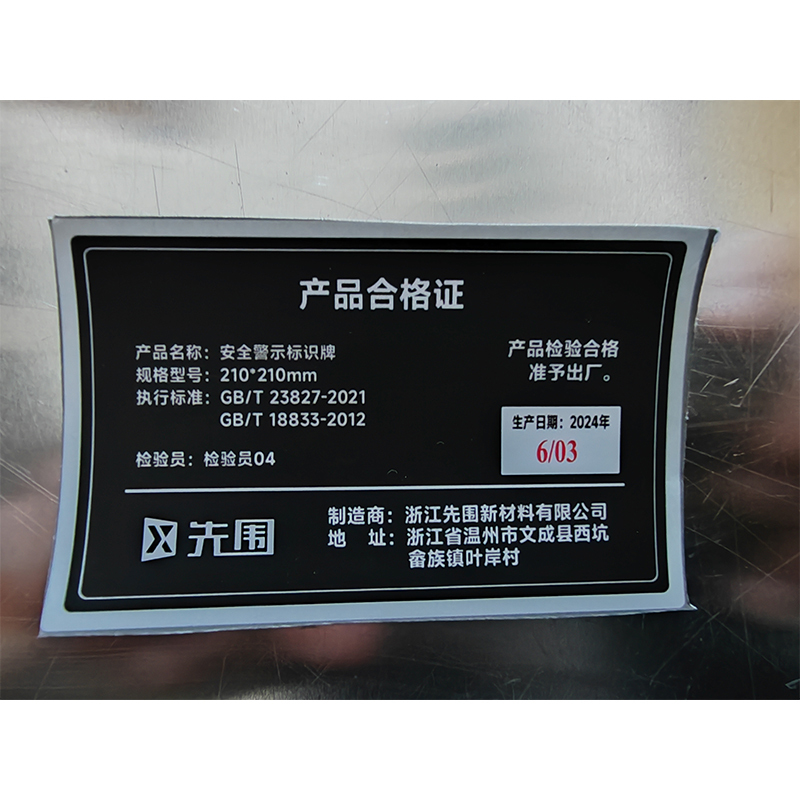 产品合格证
产品名称：安全警示标识牌
规格型号：210*210mm
执行标准：GB/T 23827-2021
GB/T 18833-2012
检验员：检验员04
产品检验合格
准予出厂。
生产日期：2024年
6/03
先围
制造商：浙江先围新材料有限公司
地 址：浙江省温州市文成县西坑
畲族镇叶岸村